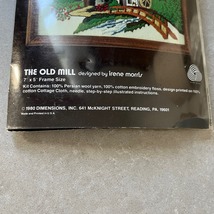 THE OLD MILL designed by irene morris
7" x 5" Frame Size
Kit Contains: 100% Persian wool yarn, 100% cotton embroidery floss, design printed on 100%
cotton Cottage Cloth, needle, step-by-step illustrated instructions.
© 1980 DIMENSIONS, INC. 641 McKNIGHT STREET, READING, PA. 19601
Made and Printed in U.S.A.